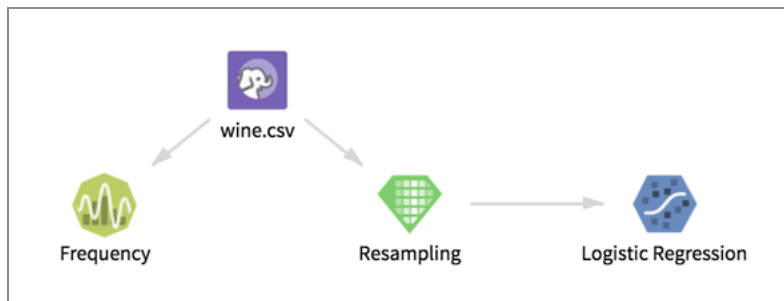 wine.csv
Frequency
Resampling
Logistic Regression